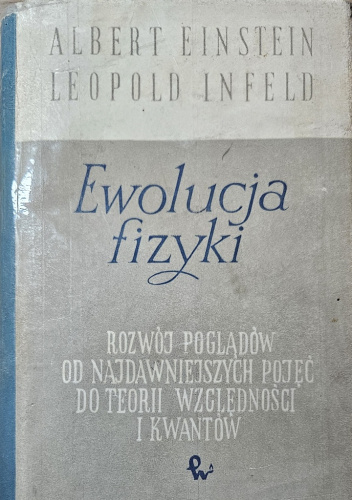 ALBERT EINSTEIN
LEOPOLD INFELD
Ewolucja
fizyki
ROZWÓJ POGLĄDÓW
OD NAJDAWNIEJSZYCH POJĘĆ
DO TEORII WZGLĘDNOŚCI
I KWANTÓW